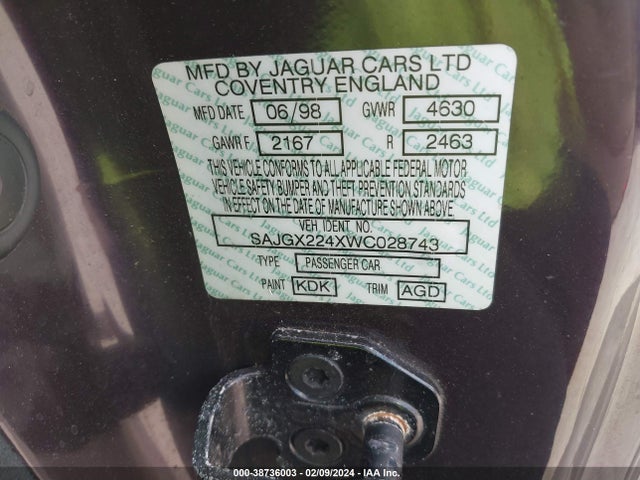 MFD BY JAGUAR CARS LTD
COVENTRY ENGLAND
MFD DATE 06/98 GVWR 4630
GAWR F 2167 R 2463
THIS VEHICLE CONFORMS TO ALL APPLICABLE FEDERAL MOTOR
VEHICLE SAFETY BUMPER AND THEFT PREVENTION STANDARDS
IN EFFECT ON THE DATE OF MANUFACTURE SHOWN ABOVE.
VEH. IDENT NO.
SAJGX224XWC028743
TYPE PASSENGER CAR
PAINT KDK TRIM AGD
000-38736003 - 02/09/2024 - IAA Inc.